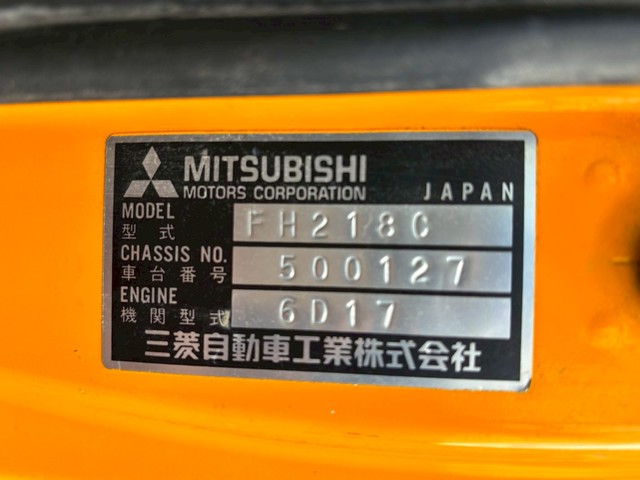 MITSUBISHI
MOTORS CORPORATION JAPAN
MODEL
型式 FH218C
CHASSIS NO.
車台番号 500127
ENGINE
機関型式 6D17
三菱自動車工業株式会社